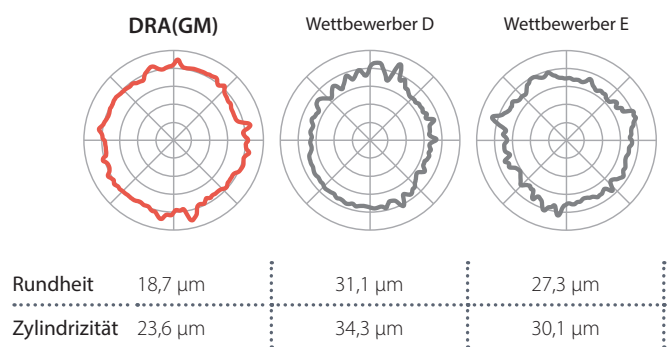 DRA(GM) Wettbewerber D Wettbewerber E
Rundheit 18,7 μm 31,1 μm 27,3 μm
Zylindrizität 23,6 μm 34,3 μm 30,1 μm